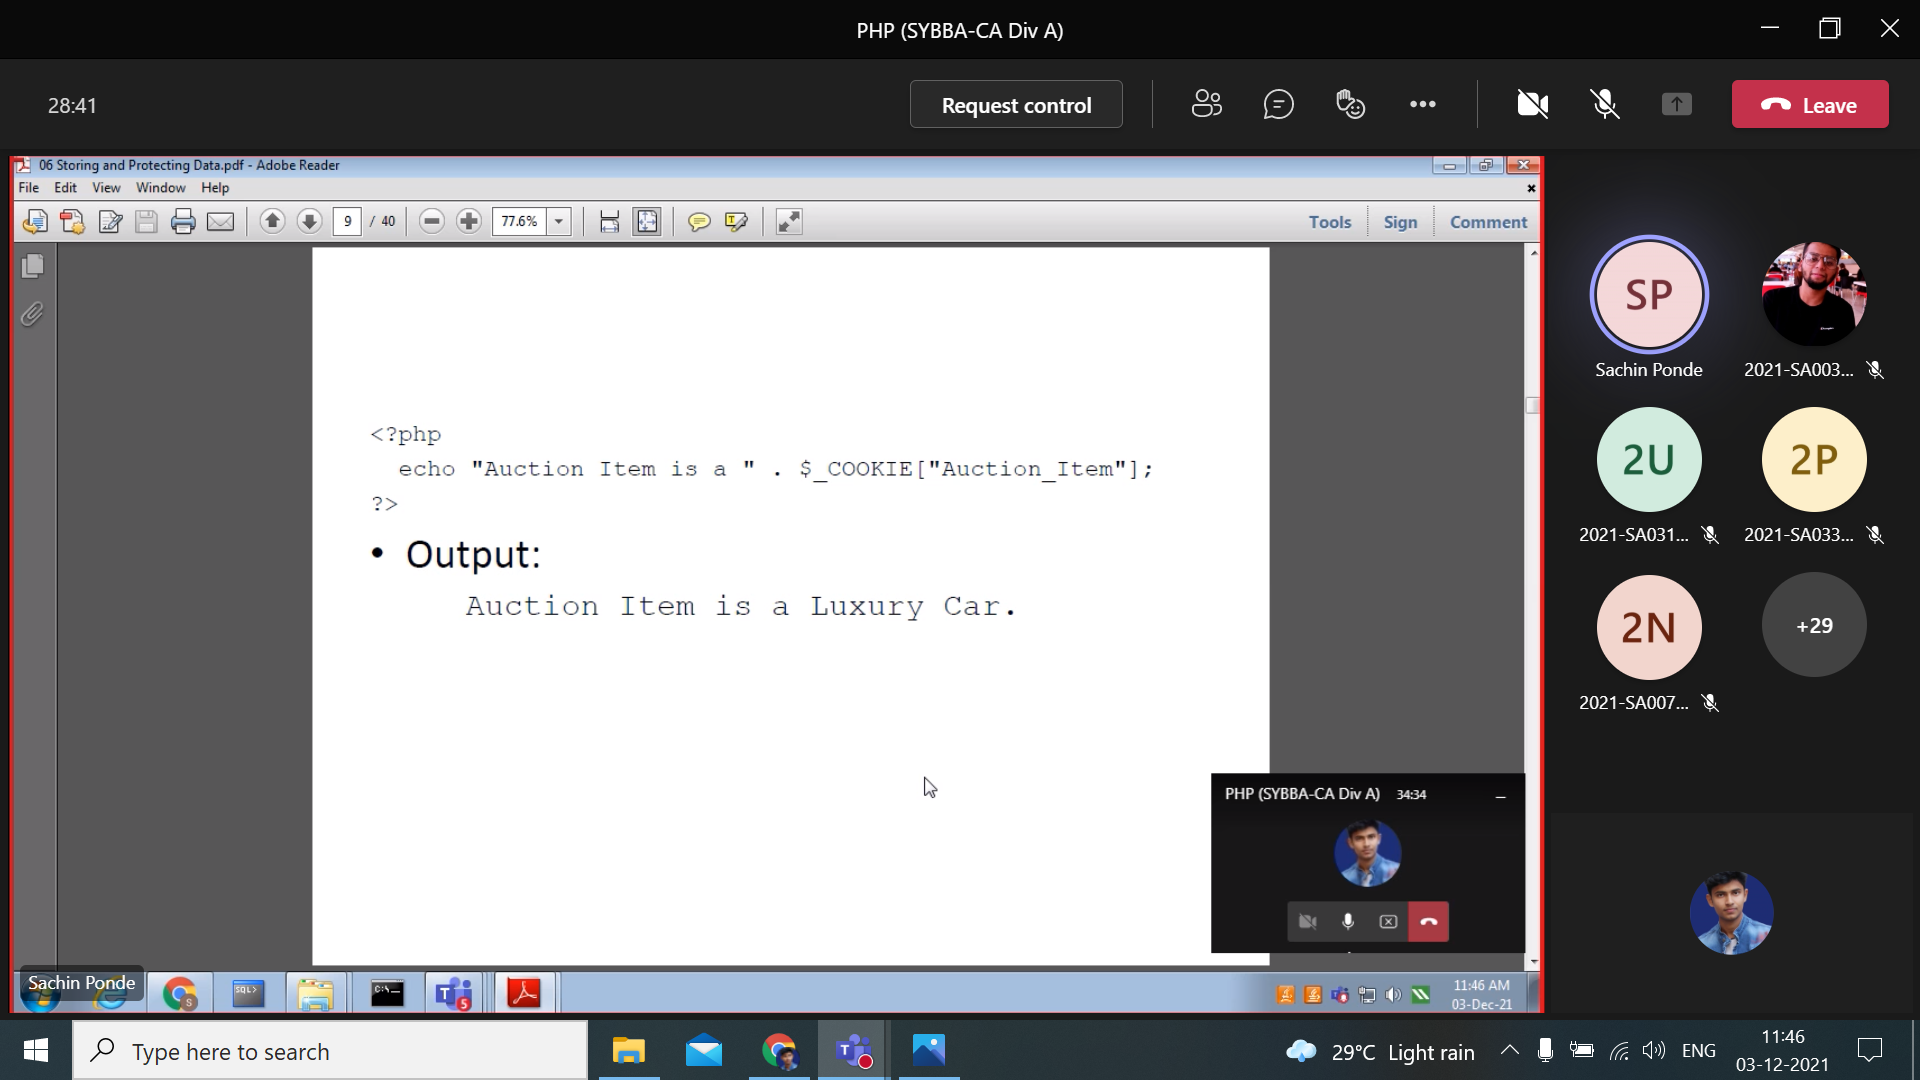 PHP (SYBBA-CA Div A)
28:41
Request control
Leave
06 Storing and Protecting Data.pdf - Adobe Reader
File Edit View Window Help
9 / 40 77.6%
Tools Sign Comment
<?php
echo "Auction Item is a " . $_COOKIE["Auction_Item"];
?>
• Output:
Auction Item is a Luxury Car.
SP
Sachin Ponde
2021-SA003...
2U
2021-SA031...
2P
2021-SA033...
2N
2021-SA007...
+29
PHP (SYBBA-CA Div A) 34:34
Sachin Ponde
11:46 AM
03-Dec-21
Type here to search
29°C Light rain
ENG
11:46
03-12-2021